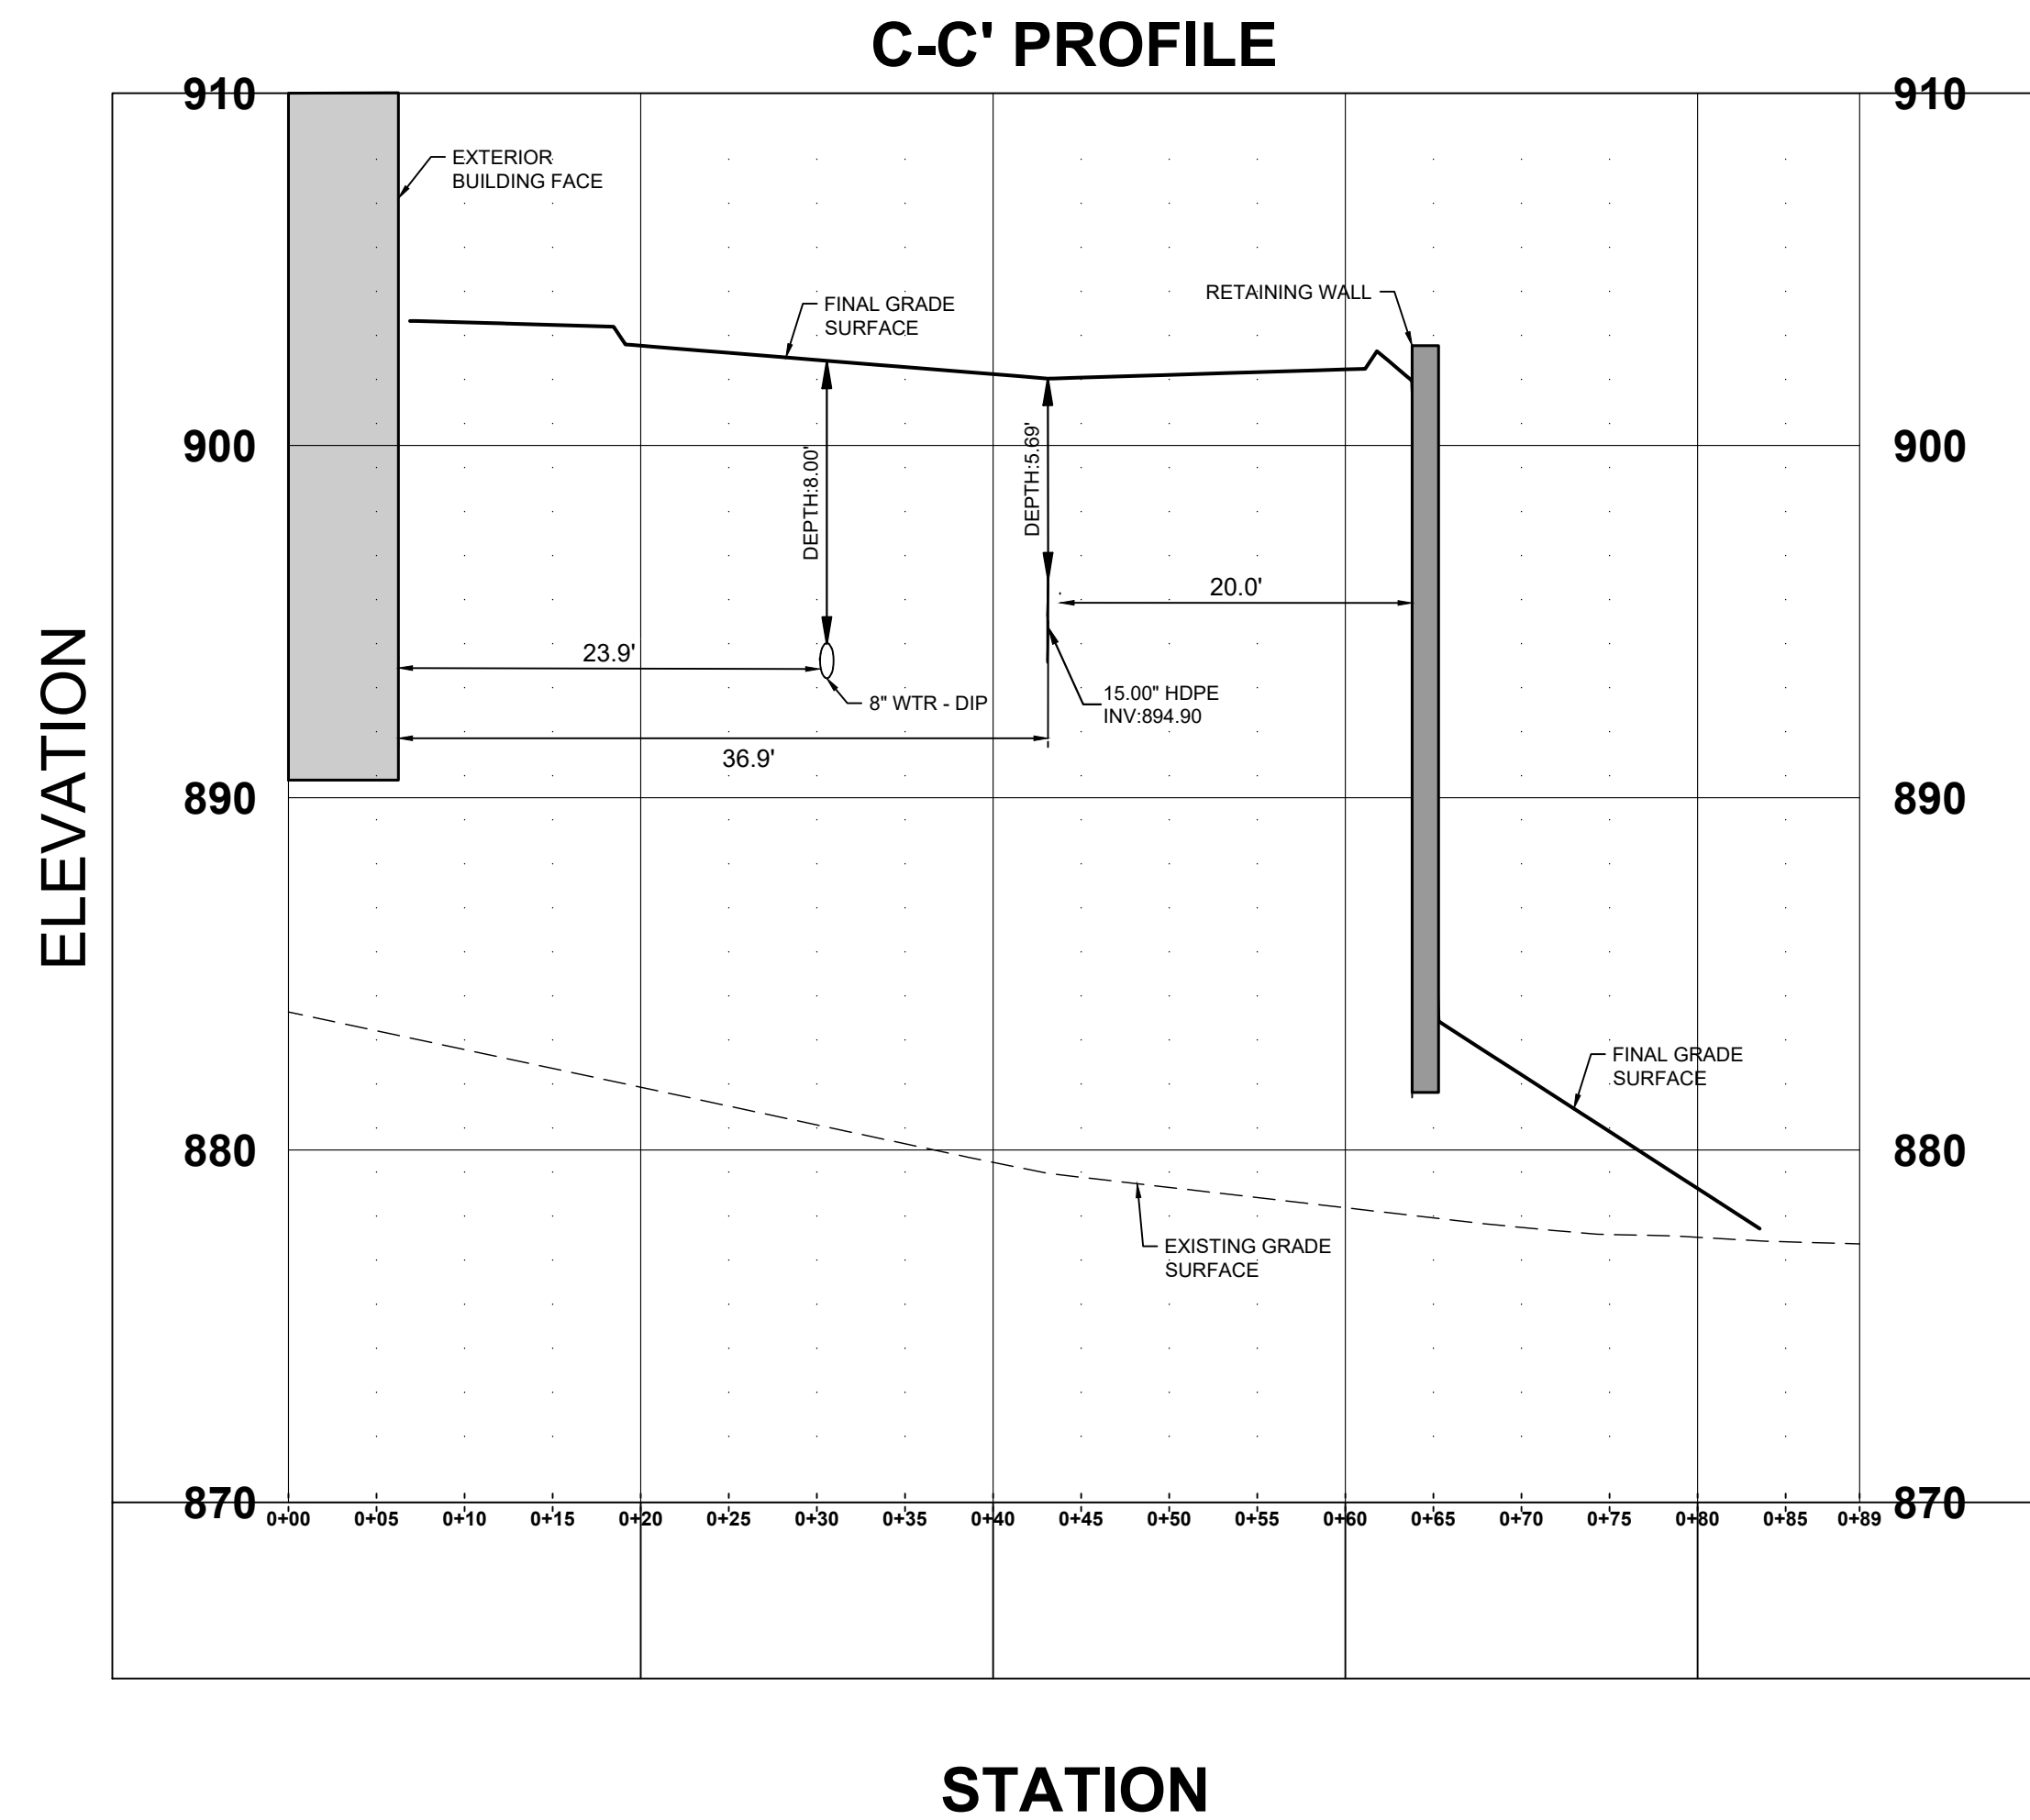 C-C' PROFILE
910
910
EXTERIOR
BUILDING FACE
RETAINING WALL
FINAL GRADE
SURFACE
900
900
DEPTH:8.00'
DEPTH:5.69'
20.0'
23.9'
8" WTR - DIP
15.00" HDPE
INV:894.90
36.9'
890
890
ELEVATION
FINAL GRADE
SURFACE
880
880
EXISTING GRADE
SURFACE
870
870
0+00 0+05 0+10 0+15 0+20 0+25 0+30 0+35 0+40 0+45 0+50 0+55 0+60 0+65 0+70 0+75 0+80 0+85 0+89
STATION